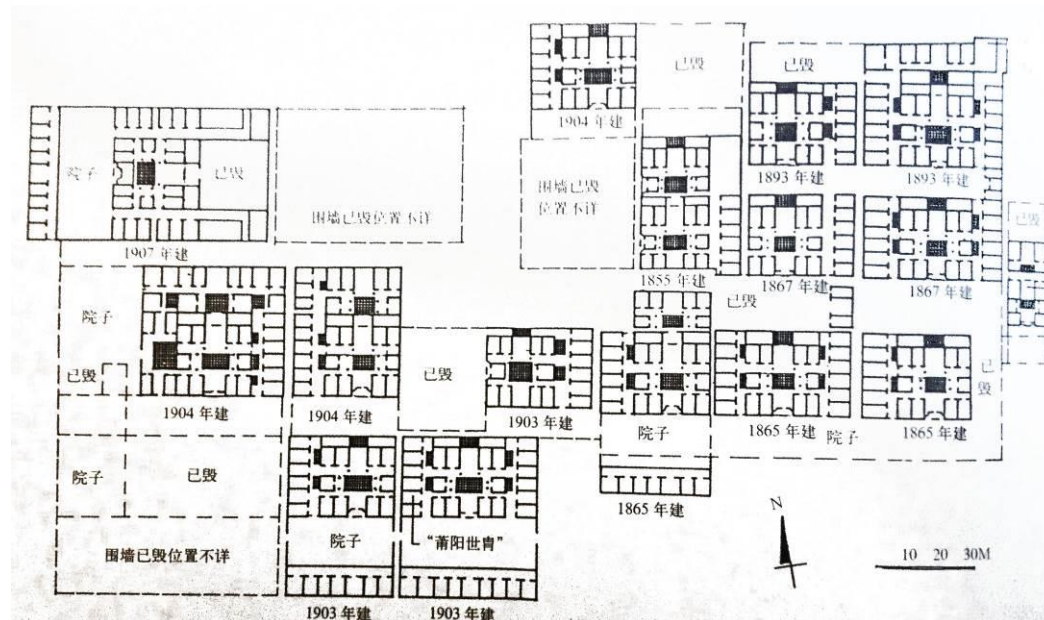 已毁
已毁
1904 年建
院子
已毁
围墙已毁位置不详
围墙已毁
位置不详
1893 年建
1893 年建
已毁
1907 年建
1855 年建
1867 年建
1867 年建
已毁
院子
已毁
已毁
已毁
1904 年建
1904 年建
1903 年建
院子
1865 年建
院子
1865 年建
院子
已毁
1865 年建
N
围墙已毁位置不详
院子
“莆阳世胄”
10 20 30M
1903 年建
1903 年建